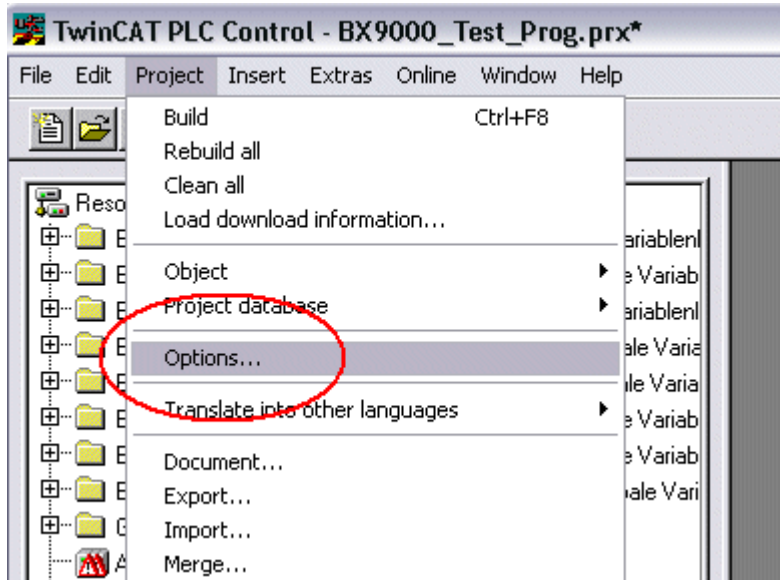 TwinCAT PLC Control - BX9000_Test_Prog.prx*
File Edit Project Insert Extras Online Window Help
Build Ctrl+F8
Rebuild all
Clean all
Load download information...
Object
Project database
Options...
Translate into other languages
Document...
Export...
Import...
Merge...